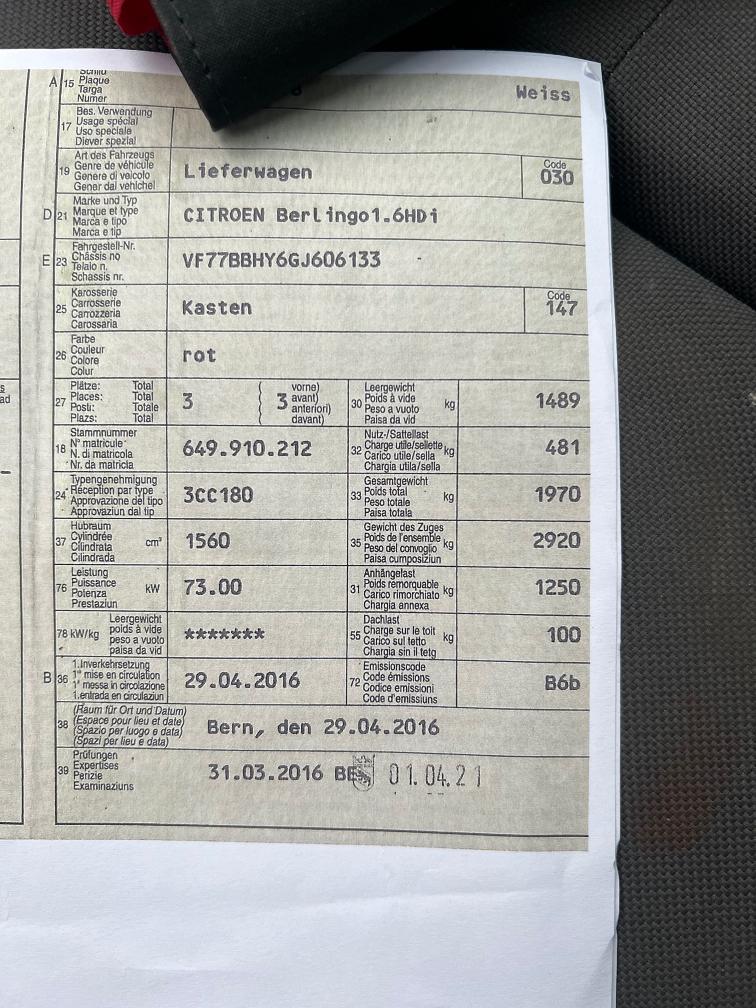 Schild
A 15 Plaque
Targa
Numer
Weiss
Bes. Verwendung
17 Usage spécial
Uso speciale
Diever spezial
Art des Fahrzeugs
19 Genre de véhicule
Genere di veicolo
Gener dal vehichel
Lieferwagen
Code
030
Marke und Typ
D 21 Marque et type
Marca e tipo
Marca e tip
CITROEN Berlingo1.6HDi
Fahrgestell-Nr.
E 23 Châssis no
Telaio n.
Schassis nr.
VF77BBHY6GJ606133
Karosserie
25 Carrosserie
Carrozzeria
Carossaria
Kasten
Code
147
Farbe
26 Couleur
Colore
Colur
rot
Plätze: Total
27 Places: Total
Posti: Totale
Plazs: Total
3
( 3 vorne)
avant)
anteriori)
davant)
Leergewicht
30 Poids à vide kg
Peso a vuoto
Paisa da vid
1489
Stammnummer
18 N° matricule
N. di matricola
Nr. da matricla
649.910.212
Nutz-/Sattellast
32 Charge utile/sellette kg
Carico utile/sella
Chargia utila/sella
481
Typengenehmigung
24 Réception par type
Approvazione del tipo
Approvaziun dal tip
3CC180
Gesamtgewicht
33 Poids total kg
Peso totale
Paisa totala
1970
Hubraum
37 Cylindrée cm³
Cilindrata
Cilindrada
1560
Gewicht des Zuges
35 Poids de l'ensemble kg
Peso del convoglio
Paisa cumposiziun
2920
Leistung
76 Puissance kW
Potenza
Prestaziun
73.00
Anhängelast
31 Poids remorquable kg
Carico rimorchiato
Chargia annexa
1250
Leergewicht
78 kW/kg poids à vide
peso a vuoto
paisa da vid
*******
Dachlast
55 Charge sur le toit kg
Carico sul tetto
Chargia sin il tetg
100
1.Inverkehrsetzung
B 36 1re mise en circulation
1a messa in circolazione
1.entrada en circulaziun
29.04.2016
Emissionscode
72 Code émissions
Codice emissioni
Code d'emissiuns
B6b
(Raum für Ort und Datum)
38 (Espace pour lieu et date)
(Spazio per luogo e data)
(Spazi per lieu e data)
Bern, den 29.04.2016
Prüfungen
39 Expertises
Perizie
Examinaziuns
31.03.2016 BE 01.04.21